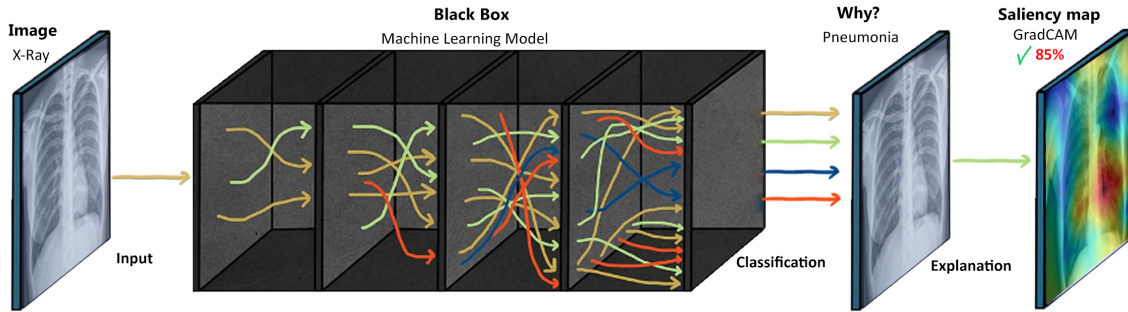 Image
X-Ray
Input
Black Box
Machine Learning Model
Classification
Why?
Pneumonia
Explanation
Saliency map
GradCAM
✓ 85%